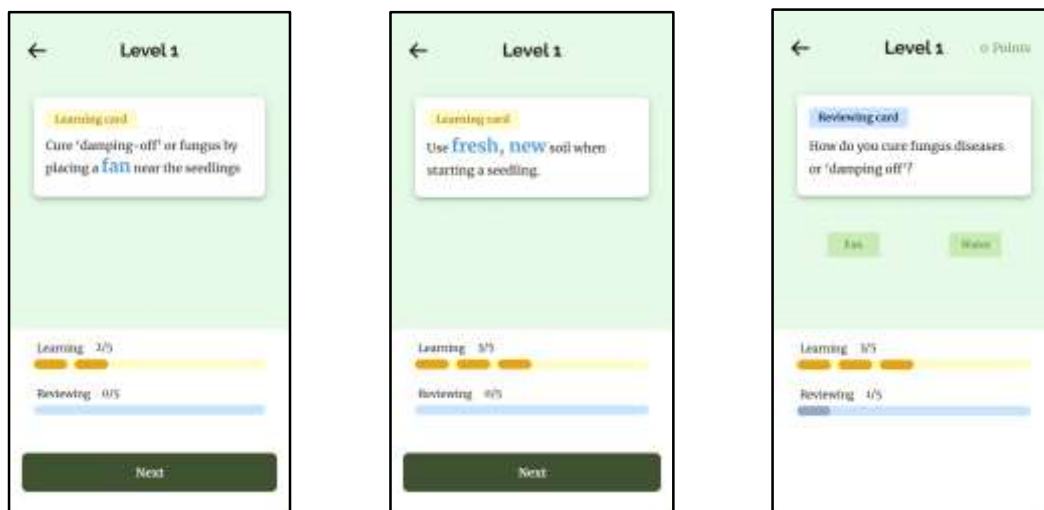 ← Level 1
Learning card
Cure 'damping-off' or fungus by
placing a fan near the seedlings
Learning 2/5
Reviewing 0/5
Next
← Level 1
Learning card
Use fresh, new soil when
starting a seedling.
Learning 3/5
Reviewing 0/5
Next
← Level 1 0 Points
Reviewing card
How do you cure fungus diseases
or 'damping off'?
Fan Water
Learning 3/5
Reviewing 1/5